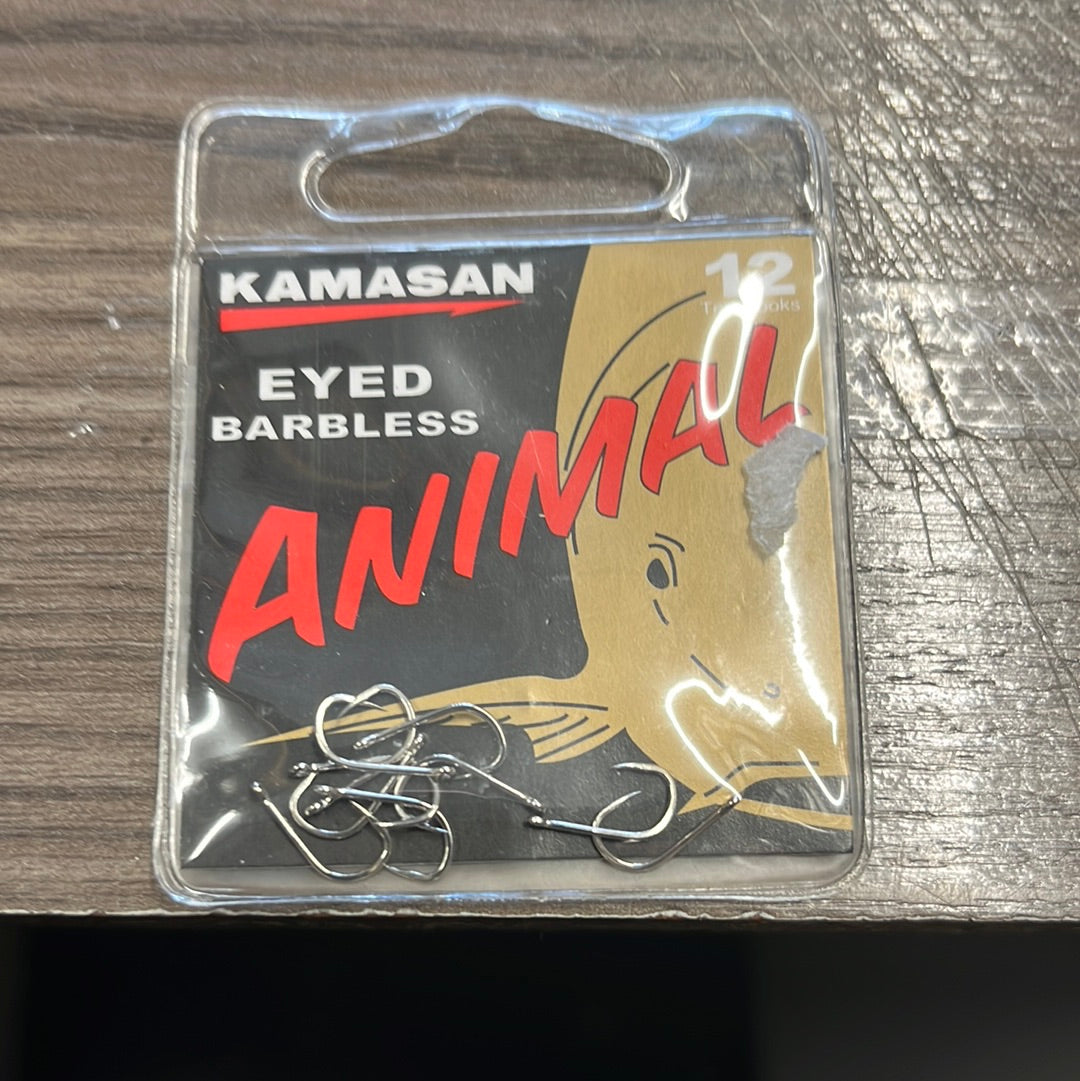 KAMASAN
12
EYED
BARBLESS
ANIMAL